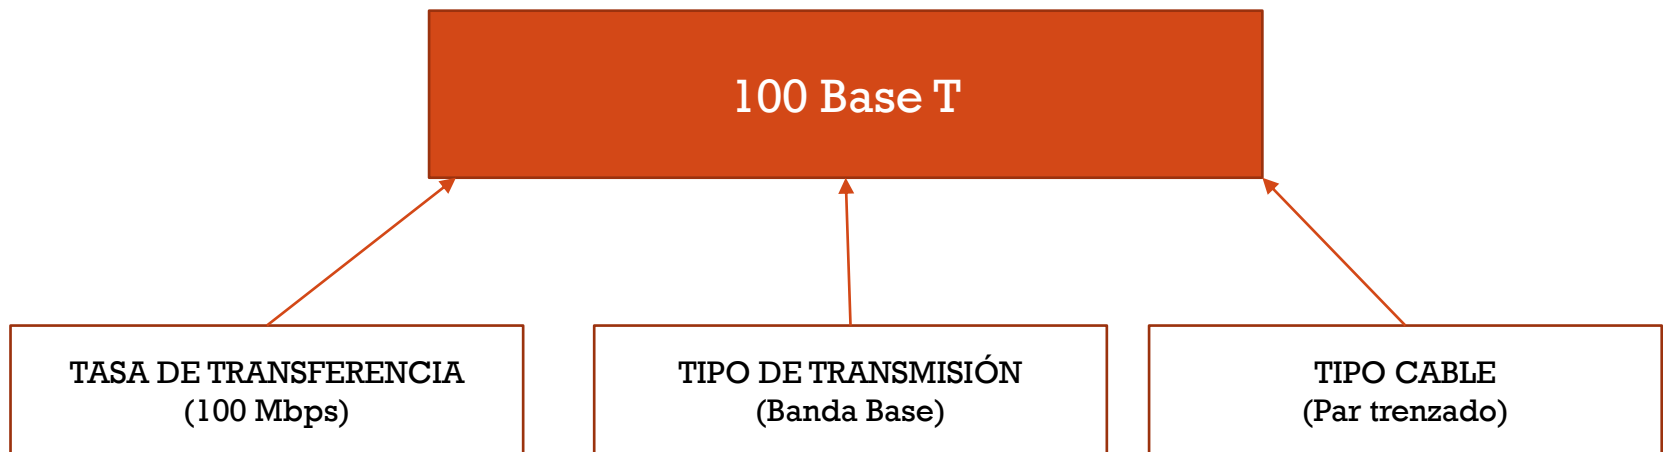 100 Base T
TASA DE TRANSFERENCIA
(100 Mbps)
TIPO DE TRANSMISIÓN
(Banda Base)
TIPO CABLE
(Par trenzado)